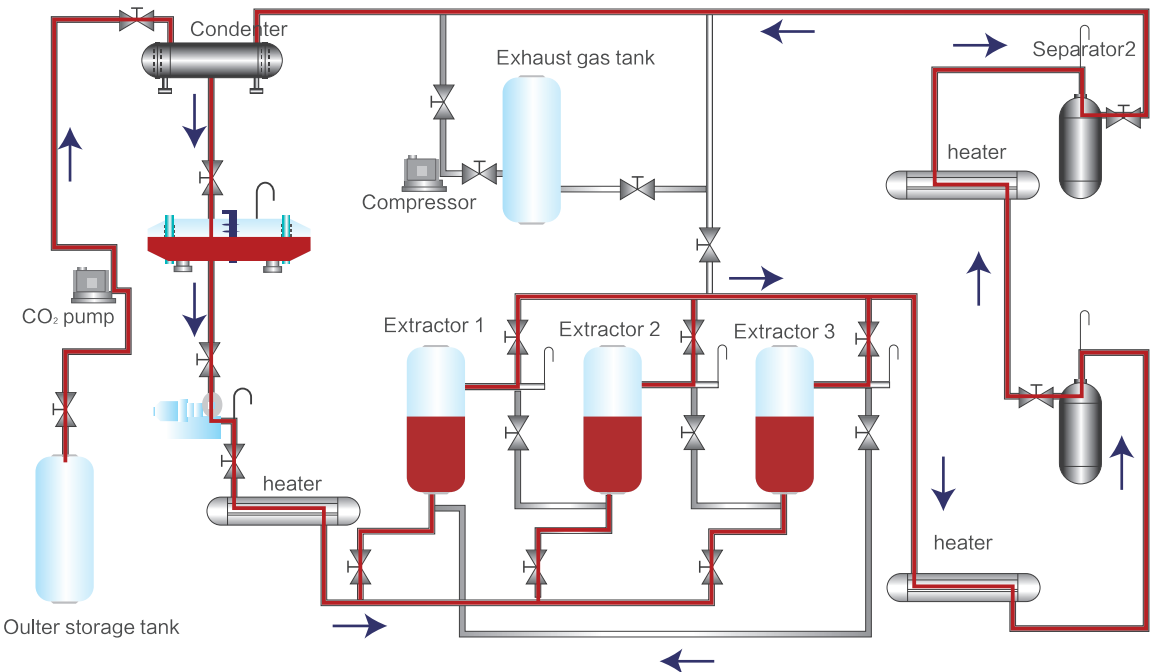 Condenter
Exhaust gas tank
Separator2
heater
Compressor
CO₂ pump
Extractor 1
Extractor 2
Extractor 3
heater
heater
Oulter storage tank